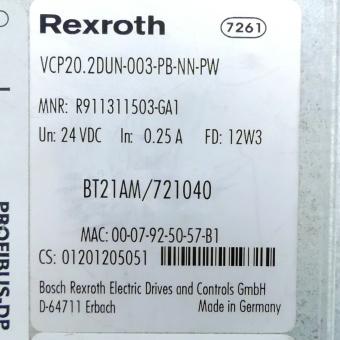 Rexroth 7261
VCP20.2DUN-003-PB-NN-PW
MNR: R911311503-GA1
Un: 24 VDC In: 0.25 A FD: 12W3
BT21AM/721040
MAC: 00-07-92-50-57-B1
CS: 01201205051
Bosch Rexroth Electric Drives and Controls GmbH
D-64711 Erbach Made in Germany
PROFIBUS-DP